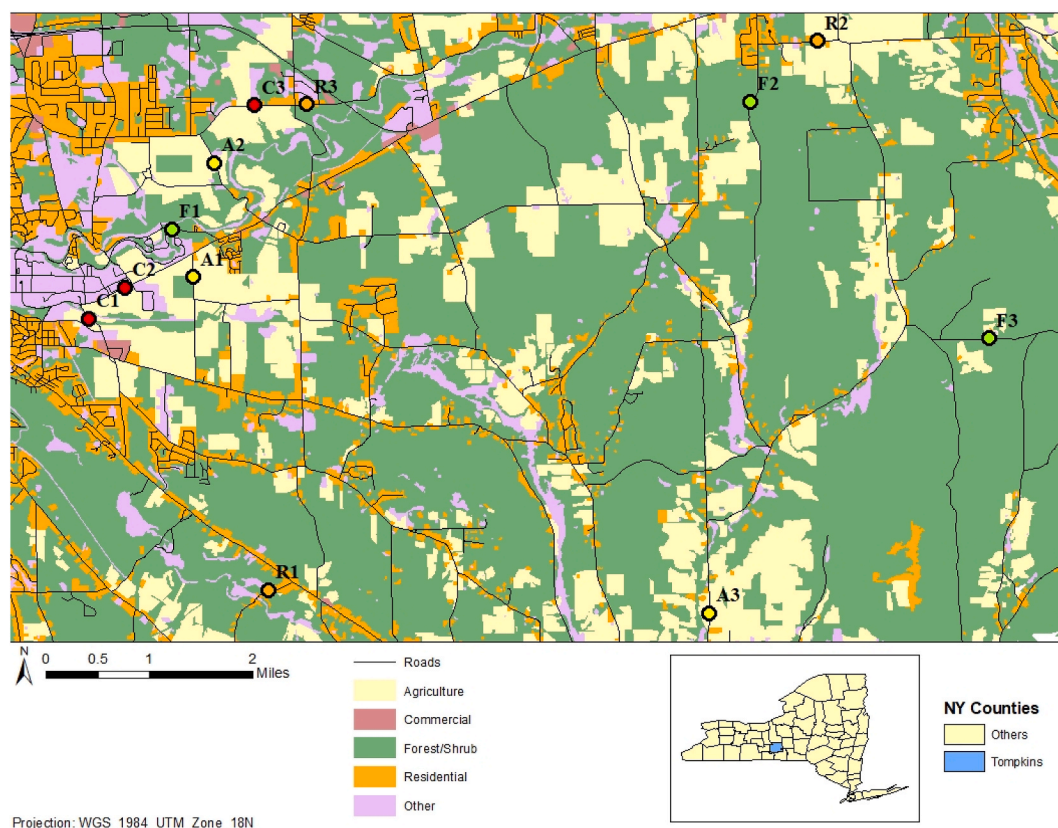 R2
C3 R3
F2
A2
F1
C2 A1
C1
F3
R1
A3
N
0 0.5 1 2
Miles
Roads
Agriculture
Commercial
Forest/Shrub
Residential
Other
NY Counties
Others
Tompkins
Projection: WGS 1984 UTM Zone 18N